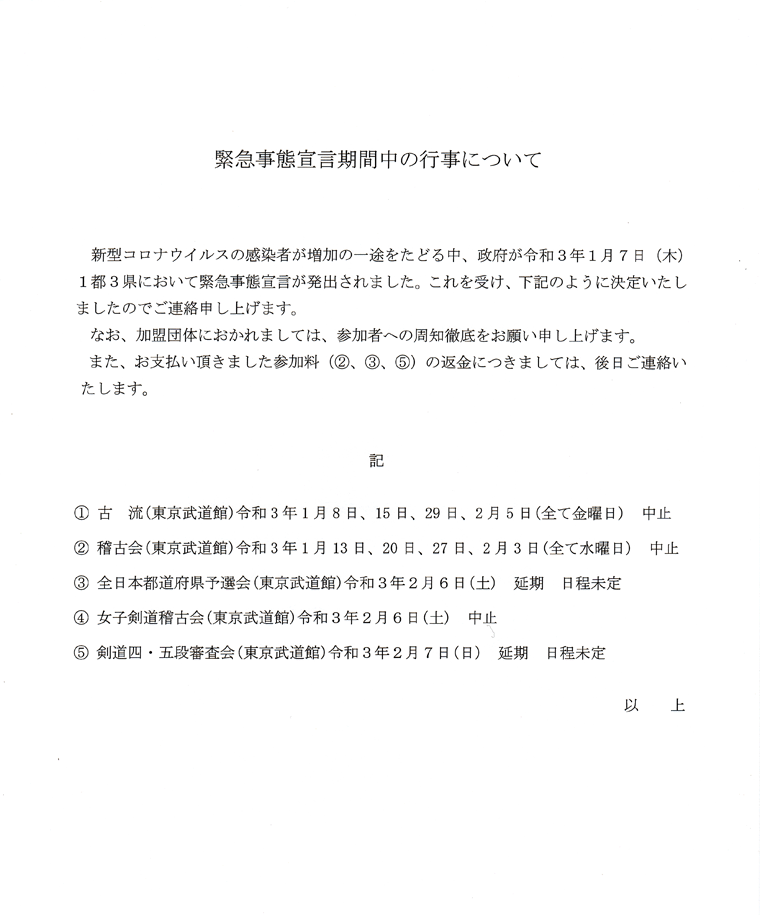 緊急事態宣言期間中の行事について
新型コロナウイルスの感染者が増加の一途をたどる中、政府が令和３年１月７日（木）
１都３県において緊急事態宣言が発出されました。これを受け、下記のように決定いたし
ましたのでご連絡申し上げます。
なお、加盟団体におかれましては、参加者への周知徹底をお願い申し上げます。
また、お支払い頂きました参加料（②、③、⑤）の返金につきましては、後日ご連絡い
たします。
記
① 古　流(東京武道館)令和３年１月８日、15日、29日、２月５日(全て金曜日)　中止
② 稽古会(東京武道館)令和３年１月13日、20日、27日、２月３日(全て水曜日)　中止
③ 全日本都道府県予選会(東京武道館)令和３年２月６日(土)　延期　日程未定
④ 女子剣道稽古会(東京武道館)令和３年２月６日(土)　中止
⑤ 剣道四・五段審査会(東京武道館)令和３年２月７日(日)　延期　日程未定
以　上